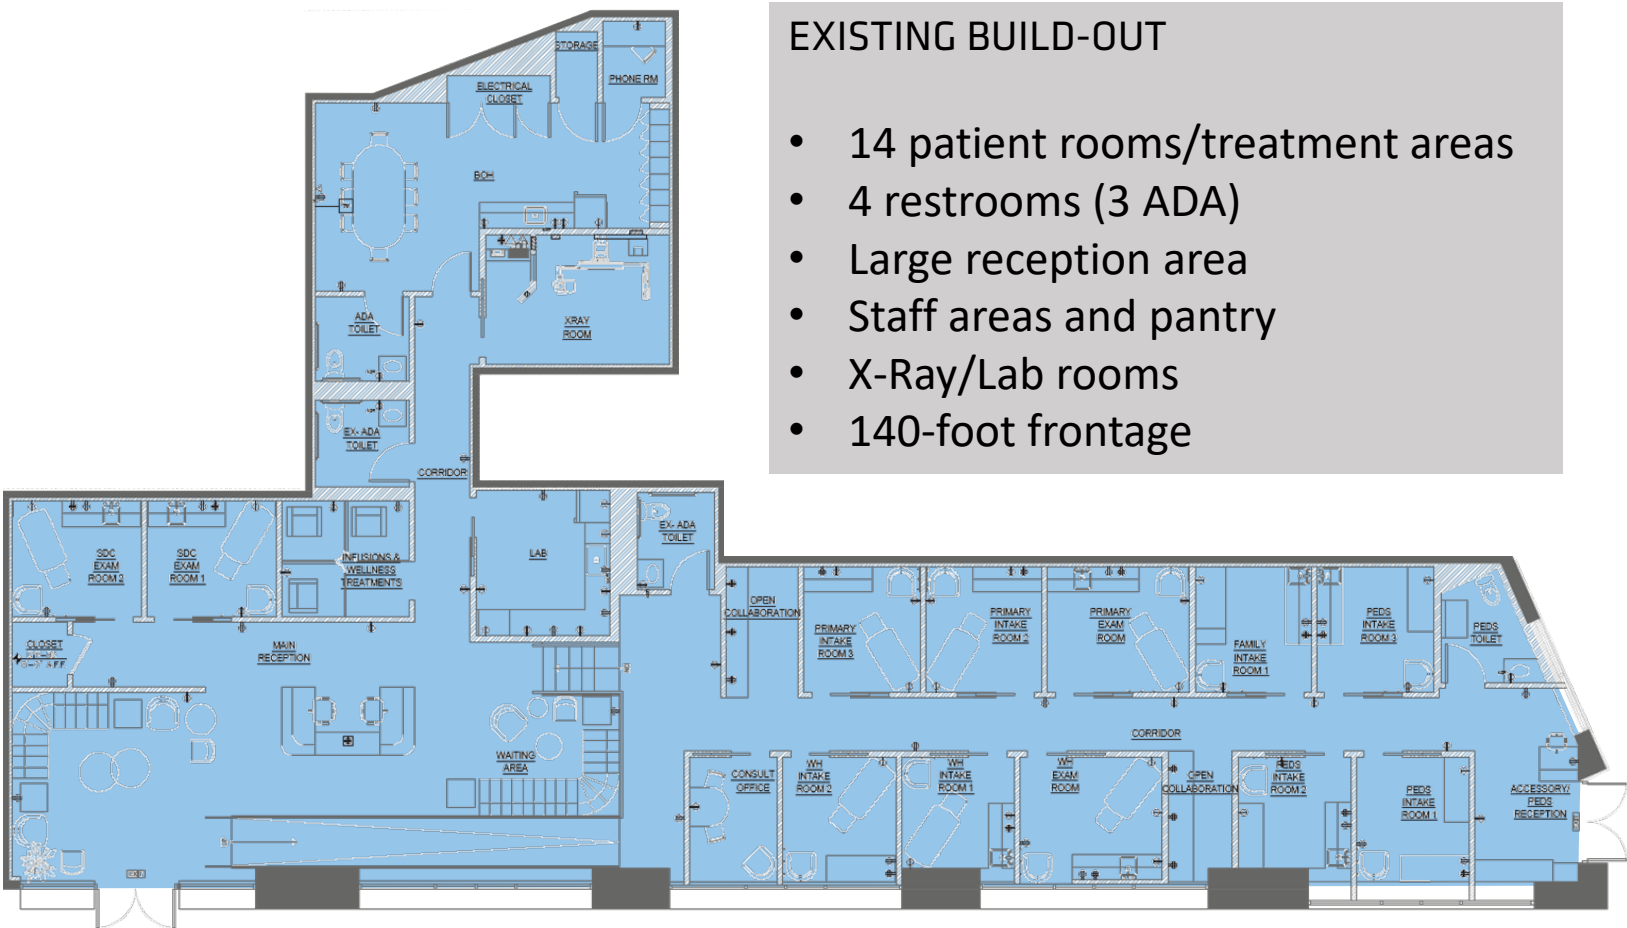 EXISTING BUILD-OUT
• 14 patient rooms/treatment areas
• 4 restrooms (3 ADA)
• Large reception area
• Staff areas and pantry
• X-Ray/Lab rooms
• 140-foot frontage
STORAGE
PHONE RM
ELECTRICAL
CLOSET
BOH
ADA
TOILET
XRAY
ROOM
EX- ADA
TOILET
CORRIDOR
SDC
EXAM
ROOM 2
SDC
EXAM
ROOM 1
INFUSIONS &
WELLNESS
TREATMENTS
LAB
EX- ADA
TOILET
CLOSET
MAIN
RECEPTION
WAITING
AREA
OPEN
COLLABORATION
PRIMARY
INTAKE
ROOM 3
PRIMARY
INTAKE
ROOM 2
PRIMARY
EXAM
ROOM
FAMILY
INTAKE
ROOM 1
PEDS
INTAKE
ROOM 3
PEDS
TOILET
CORRIDOR
CONSULT
OFFICE
WH
INTAKE
ROOM 2
WH
INTAKE
ROOM 1
WH
EXAM
ROOM
OPEN
COLLABORATION
PEDS
INTAKE
ROOM 2
PEDS
INTAKE
ROOM 1
ACCESSORY/
PEDS
RECEPTION